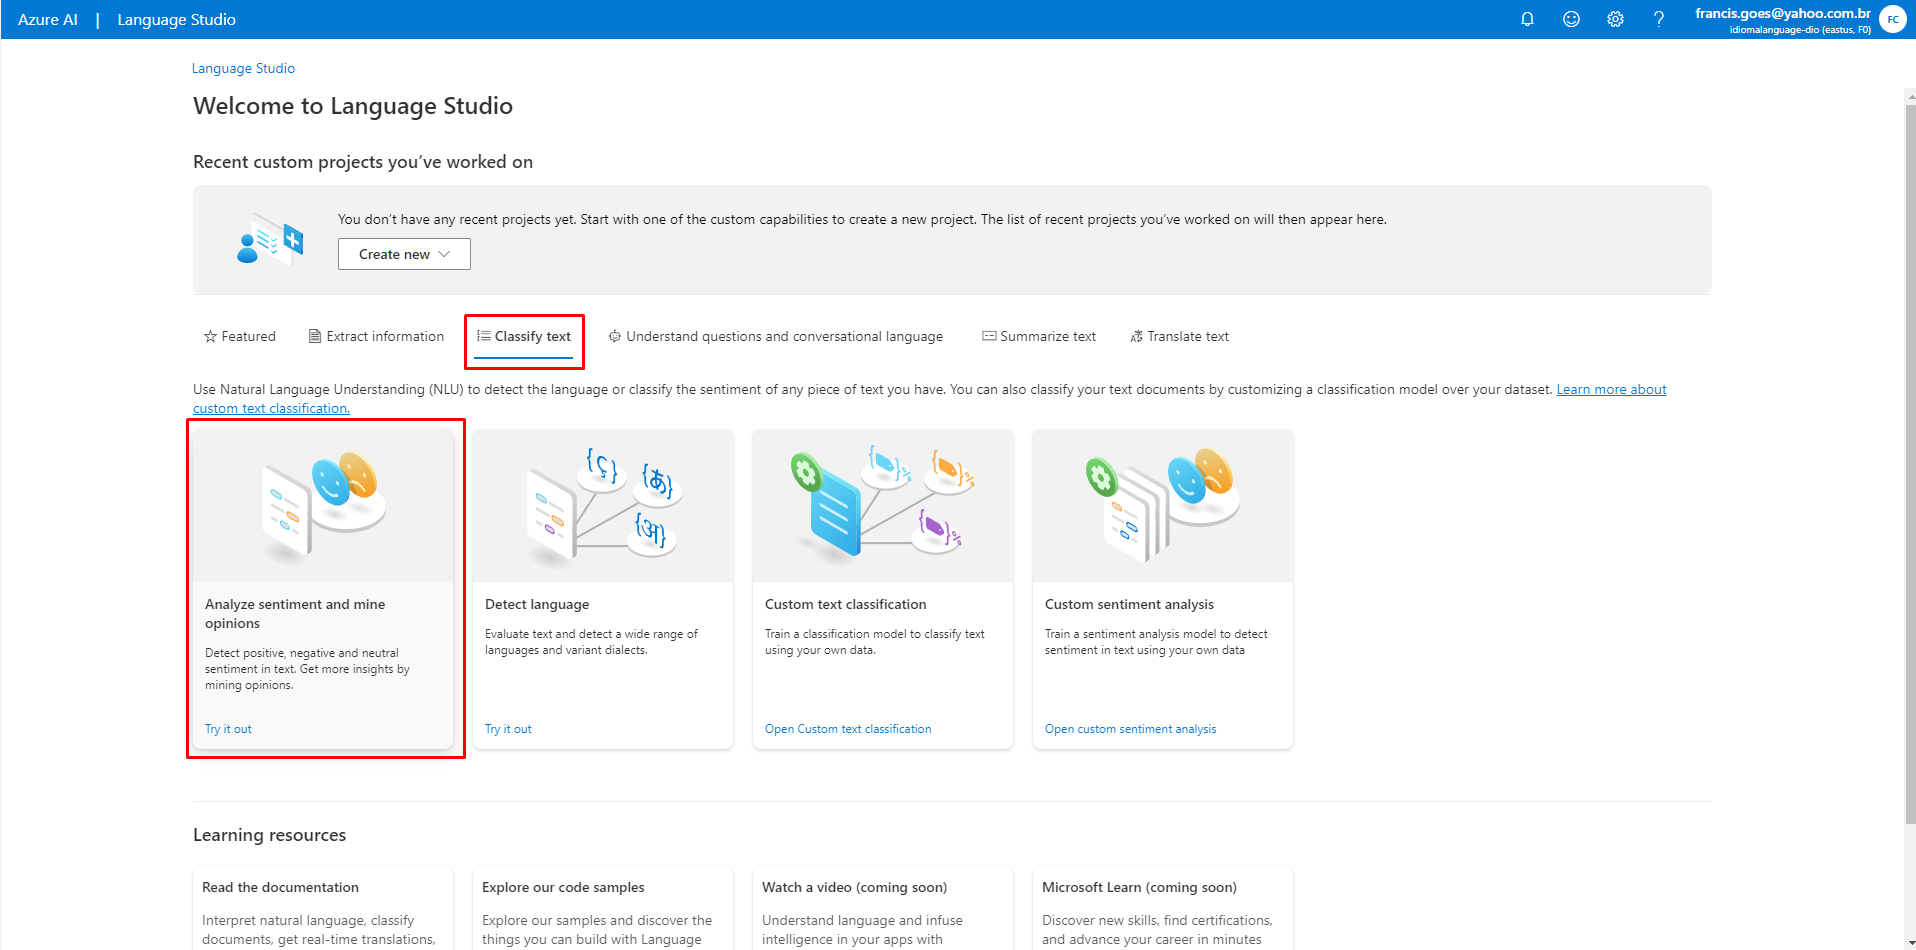 Azure AI | Language Studio
francis.goes@yahoo.com.br
idiomalanguage-dio (eastus, F0)
FC
Language Studio
Welcome to Language Studio
Recent custom projects you've worked on
You don't have any recent projects yet. Start with one of the custom capabilities to create a new project. The list of recent projects you've worked on will then appear here.
Create new
Featured
Extract information
Classify text
Understand questions and conversational language
Summarize text
Translate text
Use Natural Language Understanding (NLU) to detect the language or classify the sentiment of any piece of text you have. You can also classify your text documents by customizing a classification model over your dataset. Learn more about
custom text classification.
Analyze sentiment and mine
opinions
Detect positive, negative and neutral
sentiment in text. Get more insights by
mining opinions.
Try it out
{ç}
{あ}
{अ}
Detect language
Evaluate text and detect a wide range of
languages and variant dialects.
Try it out
Custom text classification
Train a classification model to classify text
using your own data.
Open Custom text classification
Custom sentiment analysis
Train a sentiment analysis model to detect
sentiment in text using your own data
Open custom sentiment analysis
Learning resources
Read the documentation
Interpret natural language, classify
documents, get real-time translations,
Explore our code samples
Explore our samples and discover the
things you can build with Language
Watch a video (coming soon)
Understand language and infuse
intelligence in your apps with
Microsoft Learn (coming soon)
Discover new skills, find certifications,
and advance your career in minutes